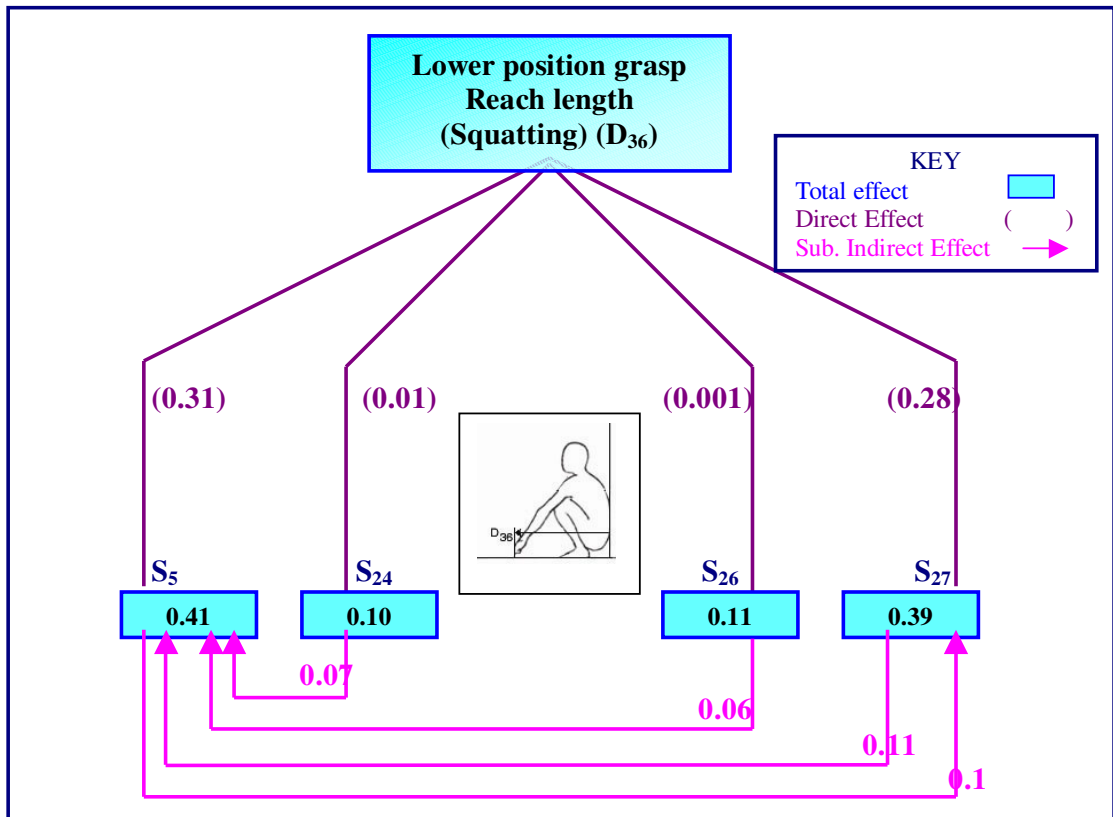 Lower position grasp
Reach length
(Squatting) (D₃₆)
KEY
Total effect
Direct Effect ( )
Sub. Indirect Effect
(0.31) (0.01) (0.001) (0.28)
D₃₆
S₅ S₂₄ S₂₆ S₂₇
0.41 0.10 0.11 0.39
0.07
0.06
0.11
0.1